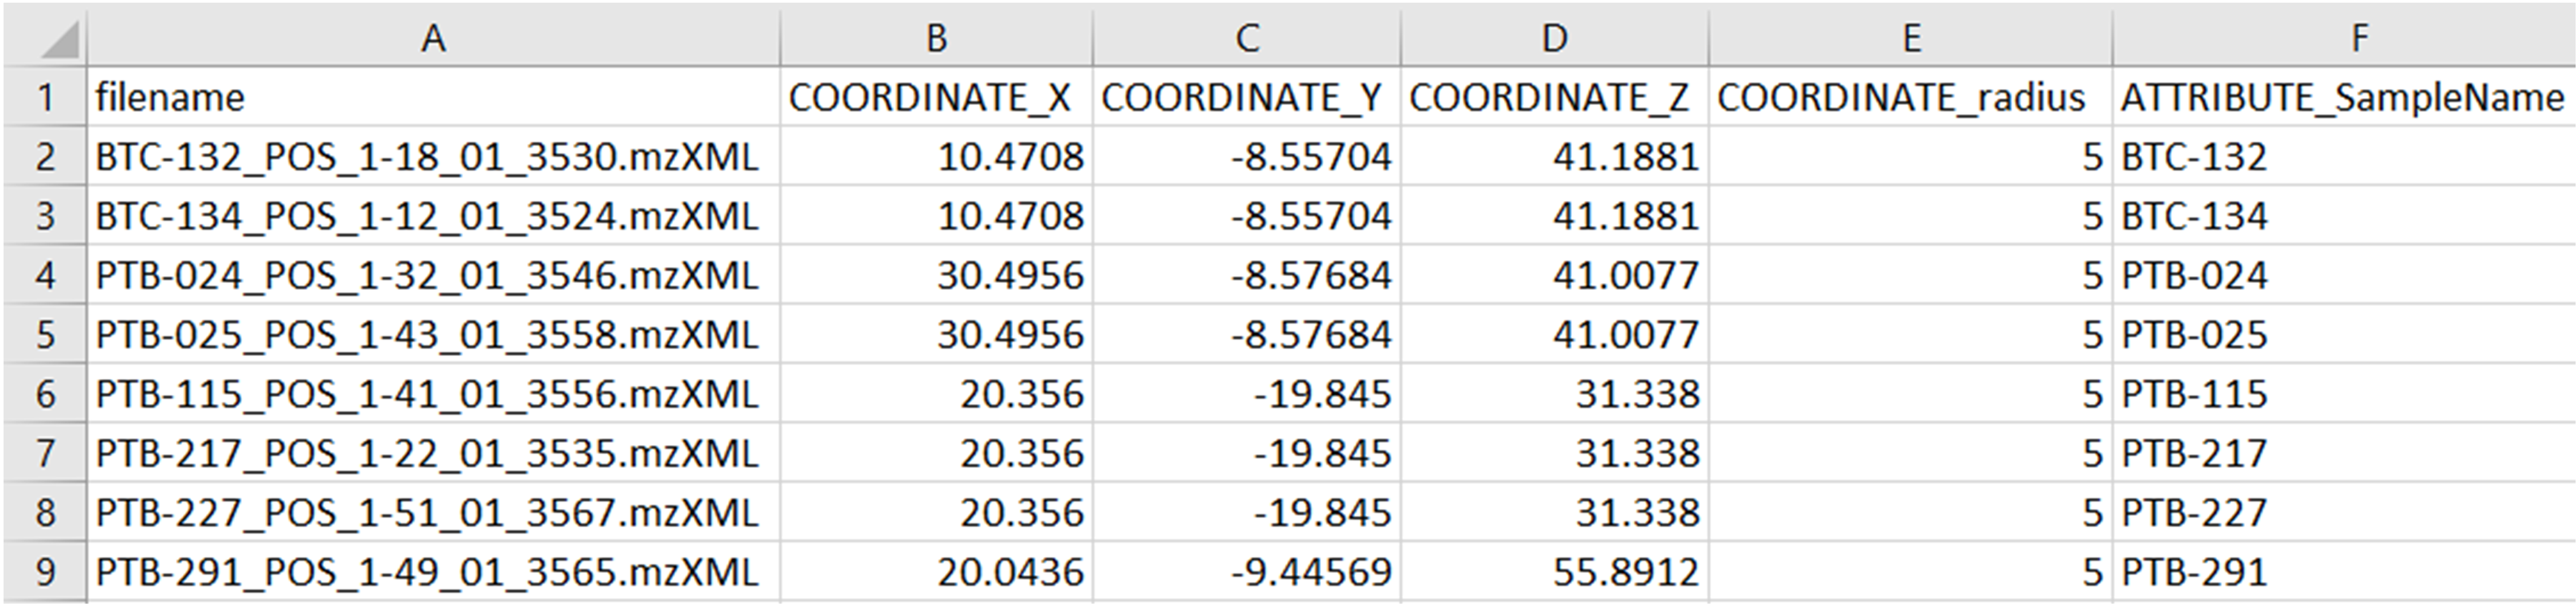 A B C D E F
1 filename COORDINATE_X COORDINATE_Y COORDINATE_Z COORDINATE_radius ATTRIBUTE_SampleName
2 BTC-132_POS_1-18_01_3530.mzXML 10.4708 -8.55704 41.1881 5 BTC-132
3 BTC-134_POS_1-12_01_3524.mzXML 10.4708 -8.55704 41.1881 5 BTC-134
4 PTB-024_POS_1-32_01_3546.mzXML 30.4956 -8.57684 41.0077 5 PTB-024
5 PTB-025_POS_1-43_01_3558.mzXML 30.4956 -8.57684 41.0077 5 PTB-025
6 PTB-115_POS_1-41_01_3556.mzXML 20.356 -19.845 31.338 5 PTB-115
7 PTB-217_POS_1-22_01_3535.mzXML 20.356 -19.845 31.338 5 PTB-217
8 PTB-227_POS_1-51_01_3567.mzXML 20.356 -19.845 31.338 5 PTB-227
9 PTB-291_POS_1-49_01_3565.mzXML 20.0436 -9.44569 55.8912 5 PTB-291